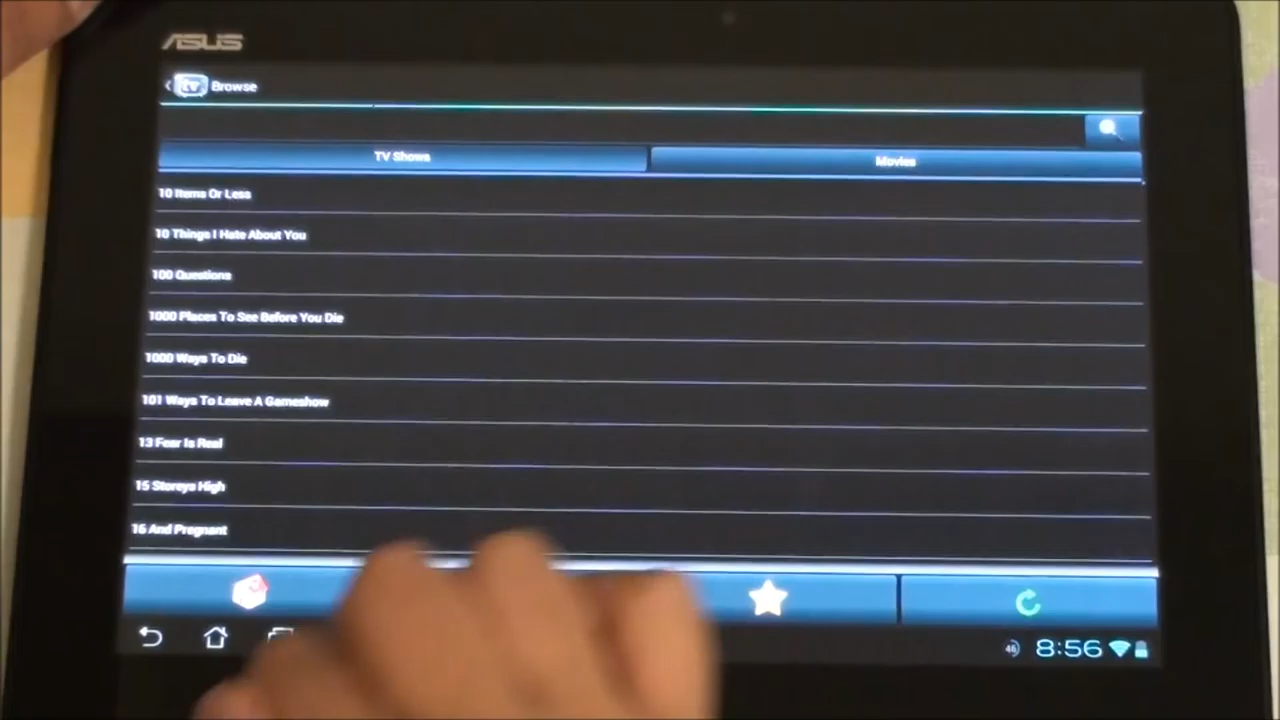 ASUS
tv Browse
TV Shows Movies
10 Items Or Less
10 Things I Hate About You
100 Questions
1000 Places To See Before You Die
1000 Ways To Die
101 Ways To Leave A Gameshow
13 Fear Is Real
15 Storeys High
16 And Pregnant
46 8:56